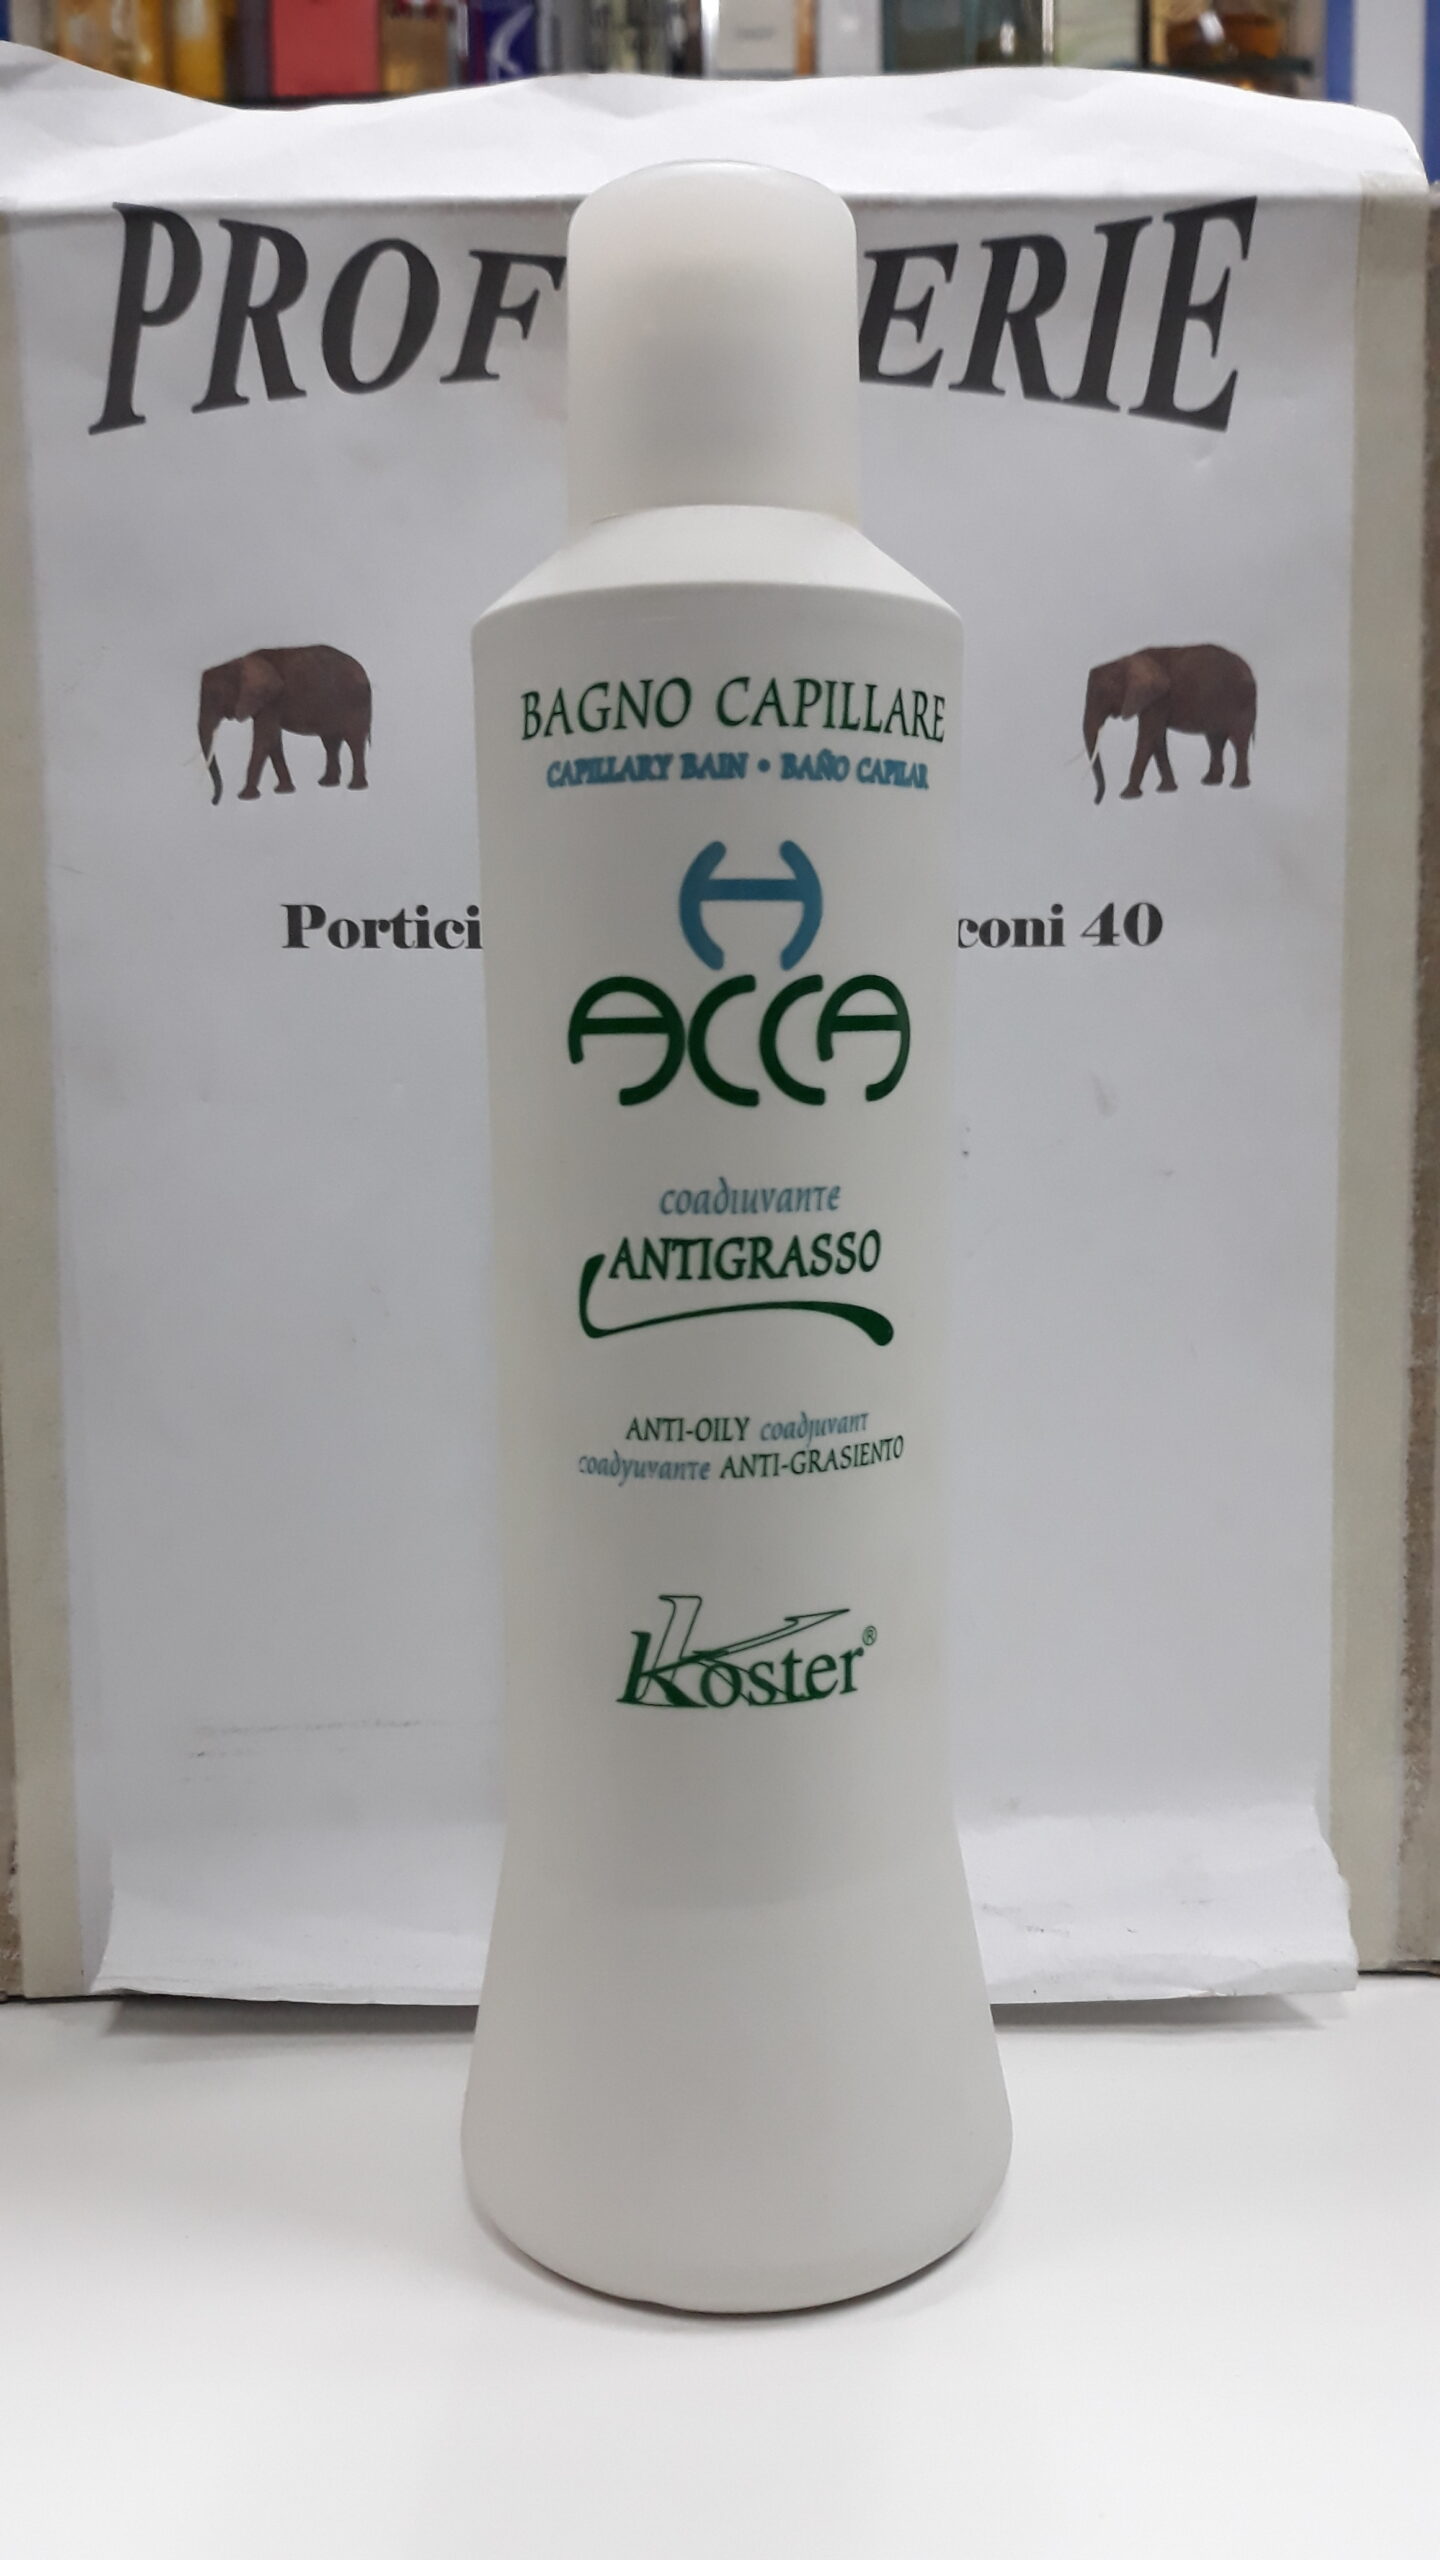 PROF ERIE
BAGNO CAPILLARE
CAPILLARY BAIN • BAÑO CAPILAR
H
Portici coni 40
ACCA
coadiuvante
ANTIGRASSO
ANTI-OILY coadjuvant
coadyuvante ANTI-GRASIENTO
Koster®